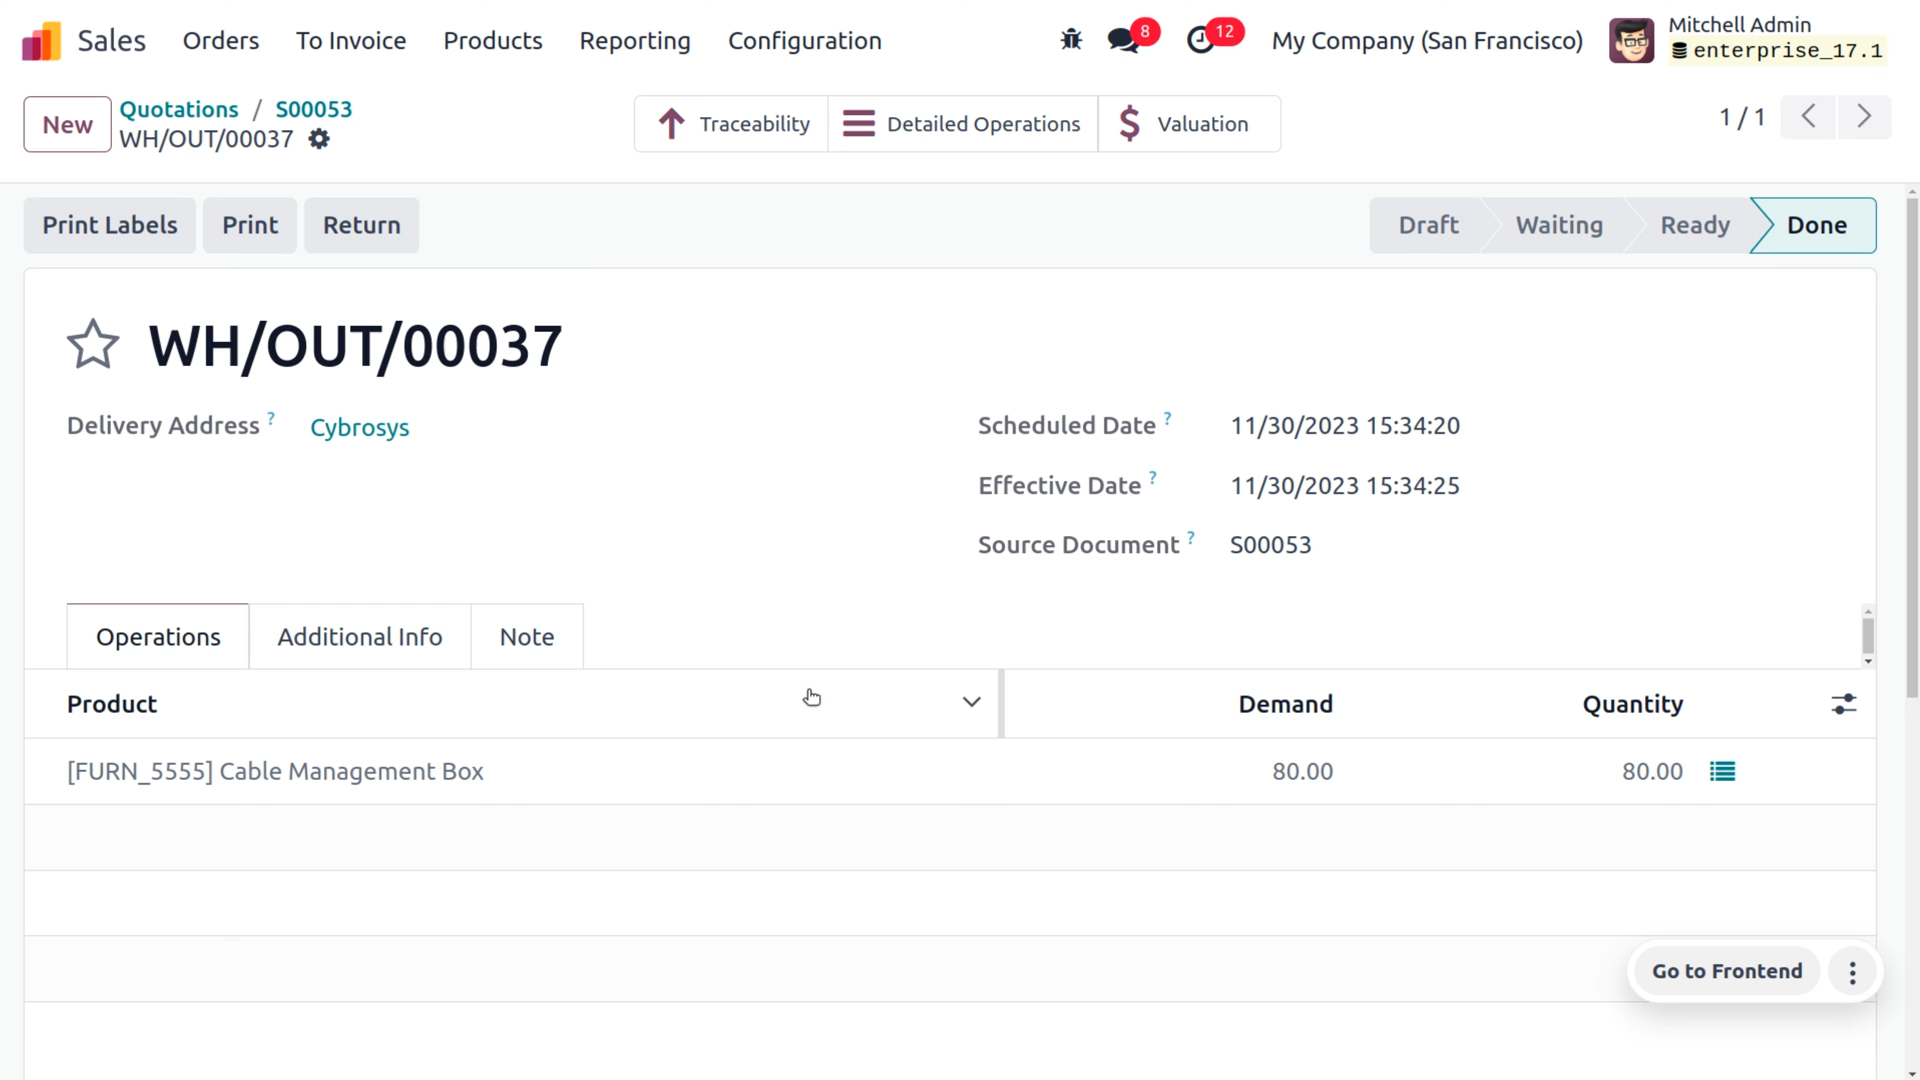 Sales Orders To Invoice Products Reporting Configuration 8 12 My Company (San Francisco) Mitchell Admin
enterprise_17.1
New Quotations / S00053
WH/OUT/00037
Traceability Detailed Operations Valuation
1 / 1
Print Labels Print Return
Draft Waiting Ready Done
WH/OUT/00037
Delivery Address ? Cybrosys
Scheduled Date ? 11/30/2023 15:34:20
Effective Date ? 11/30/2023 15:34:25
Source Document ? S00053
Operations Additional Info Note
Product Demand Quantity
[FURN_5555] Cable Management Box 80.00 80.00
Go to Frontend